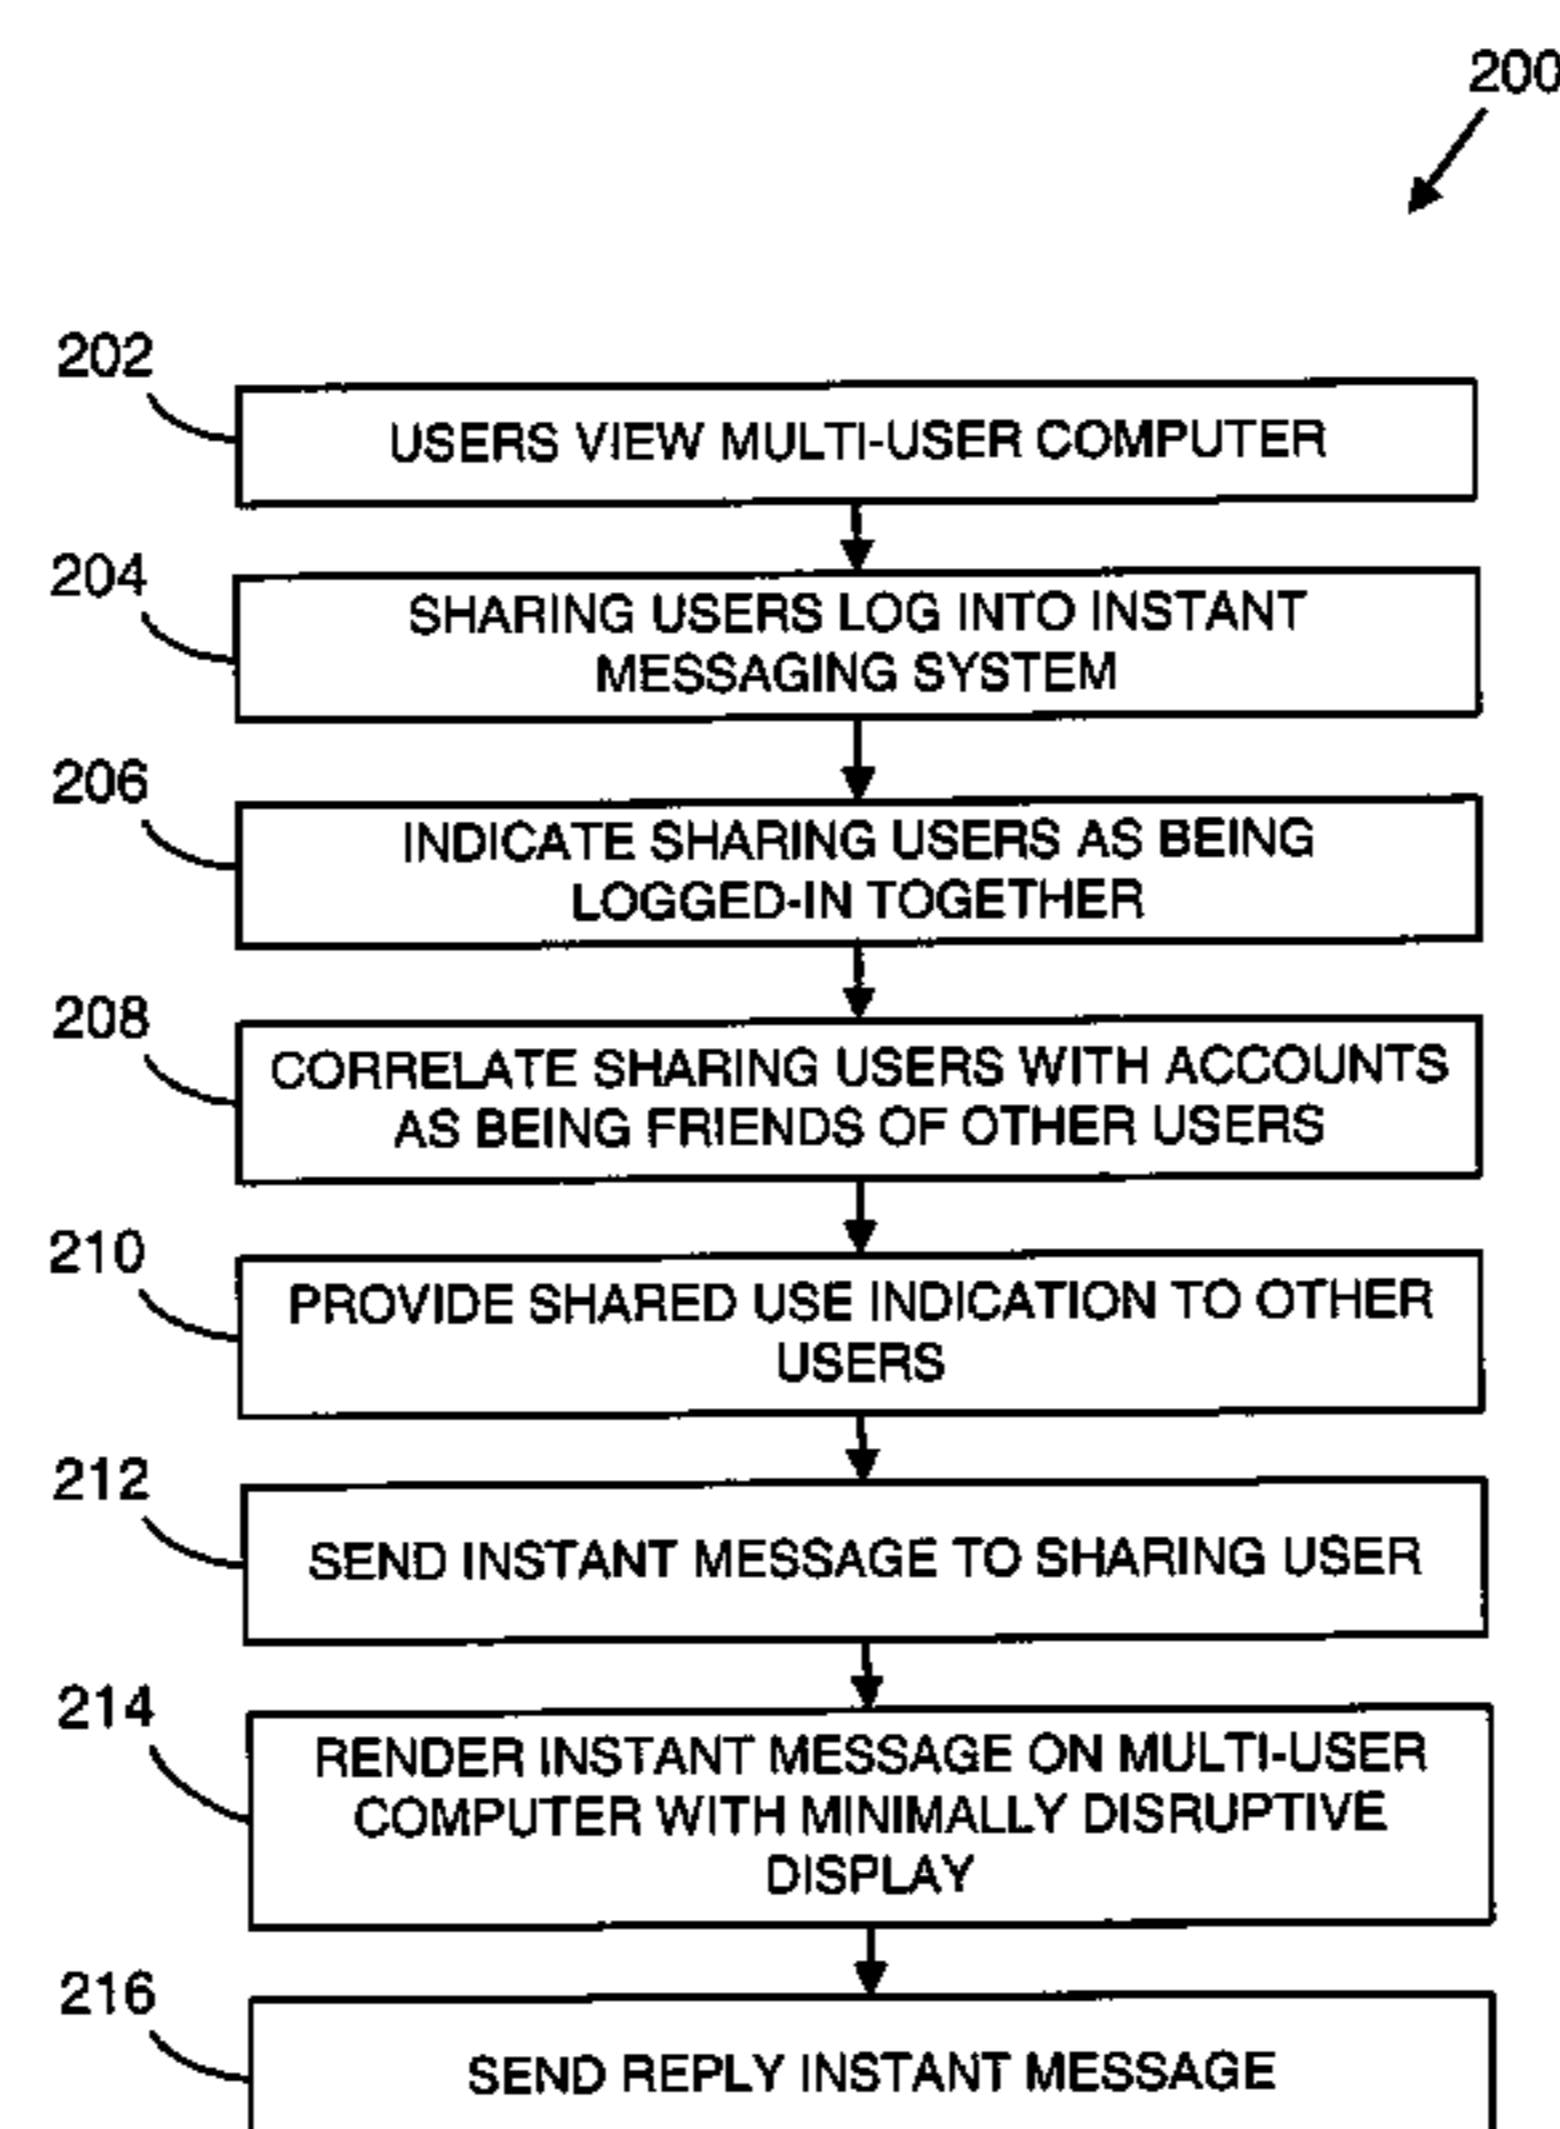 200
202
USERS VIEW MULTI-USER COMPUTER
204
SHARING USERS LOG INTO INSTANT
MESSAGING SYSTEM
206
INDICATE SHARING USERS AS BEING
LOGGED-IN TOGETHER
208
CORRELATE SHARING USERS WITH ACCOUNTS
AS BEING FRIENDS OF OTHER USERS
210
PROVIDE SHARED USE INDICATION TO OTHER
USERS
212
SEND INSTANT MESSAGE TO SHARING USER
214
RENDER INSTANT MESSAGE ON MULTI-USER
COMPUTER WITH MINIMALLY DISRUPTIVE
DISPLAY
216
SEND REPLY INSTANT MESSAGE